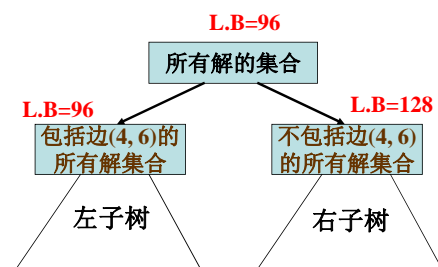 L.B=96
所有解的集合
L.B=96
L.B=128
包括边(4, 6)的
所有解集合
不包括边(4, 6)
的所有解集合
左子树
右子树